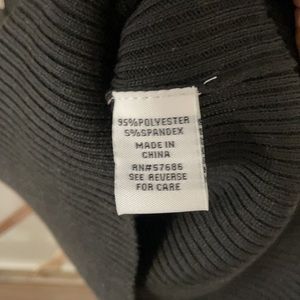 95%POLYESTER
5%SPANDEX
MADE IN
CHINA
RN#57686
SEE REVERSE
FOR CARE